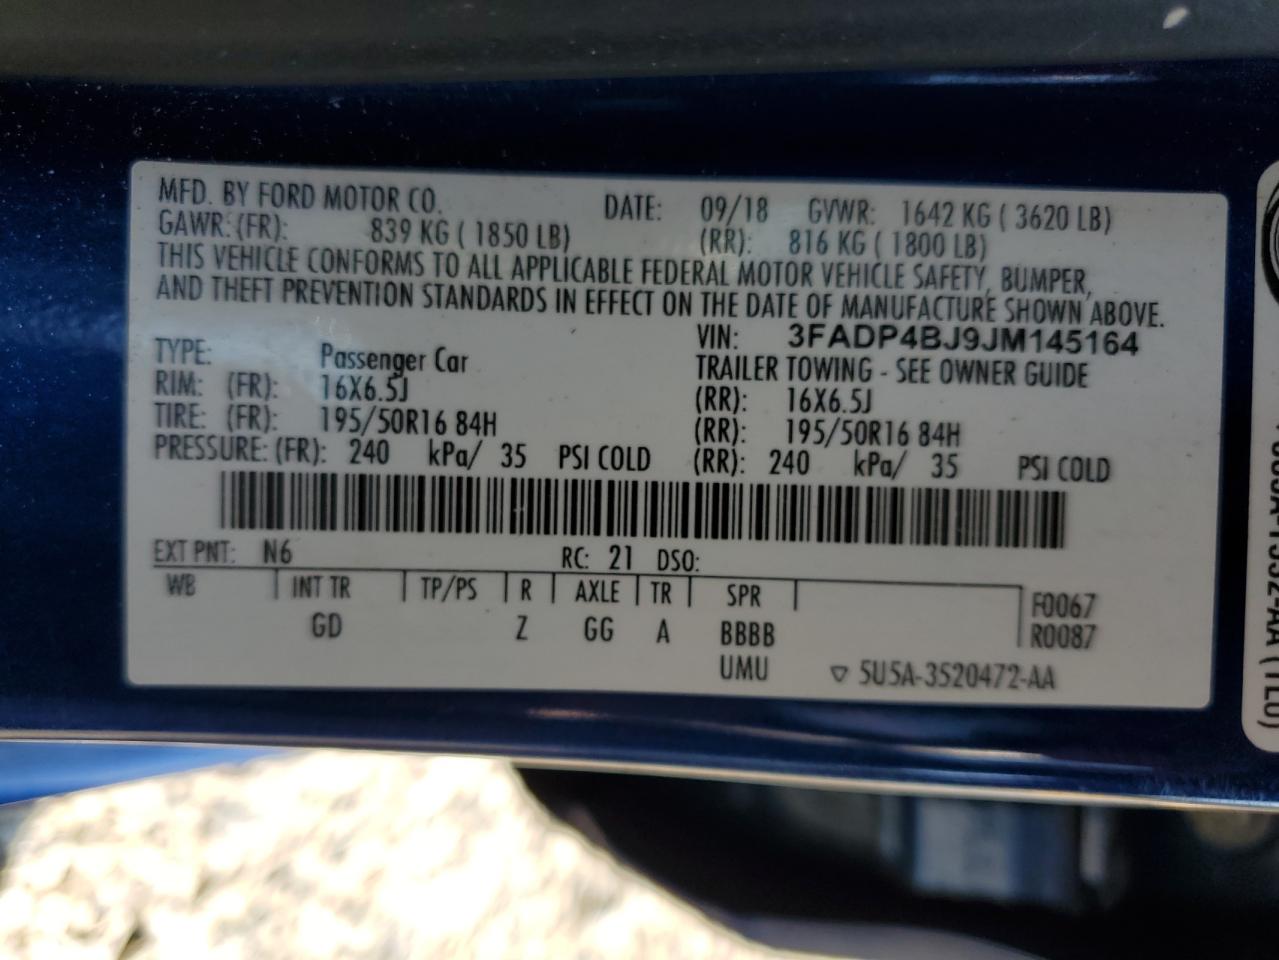 MFD. BY FORD MOTOR CO. DATE: 09/18 GVWR: 1642 KG ( 3620 LB)
GAWR:(FR): 839 KG ( 1850 LB) (RR): 816 KG ( 1800 LB)
THIS VEHICLE CONFORMS TO ALL APPLICABLE FEDERAL MOTOR VEHICLE SAFETY, BUMPER,
AND THEFT PREVENTION STANDARDS IN EFFECT ON THE DATE OF MANUFACTURE SHOWN ABOVE.
VIN: 3FADP4BJ9JM145164
TYPE: Passenger Car TRAILER TOWING - SEE OWNER GUIDE
RIM: (FR): 16X6.5J (RR): 16X6.5J
TIRE: (FR): 195/50R16 84H (RR): 195/50R16 84H
PRESSURE: (FR): 240 kPa/ 35 PSI COLD (RR): 240 kPa/ 35 PSI COLD
EXT PNT: N6 RC: 21 DSO:
WB INT TR TP/PS R AXLE TR SPR F0067
GD Z GG A BBBB R0087
UMU ▽ 5U5A-3520472-AA